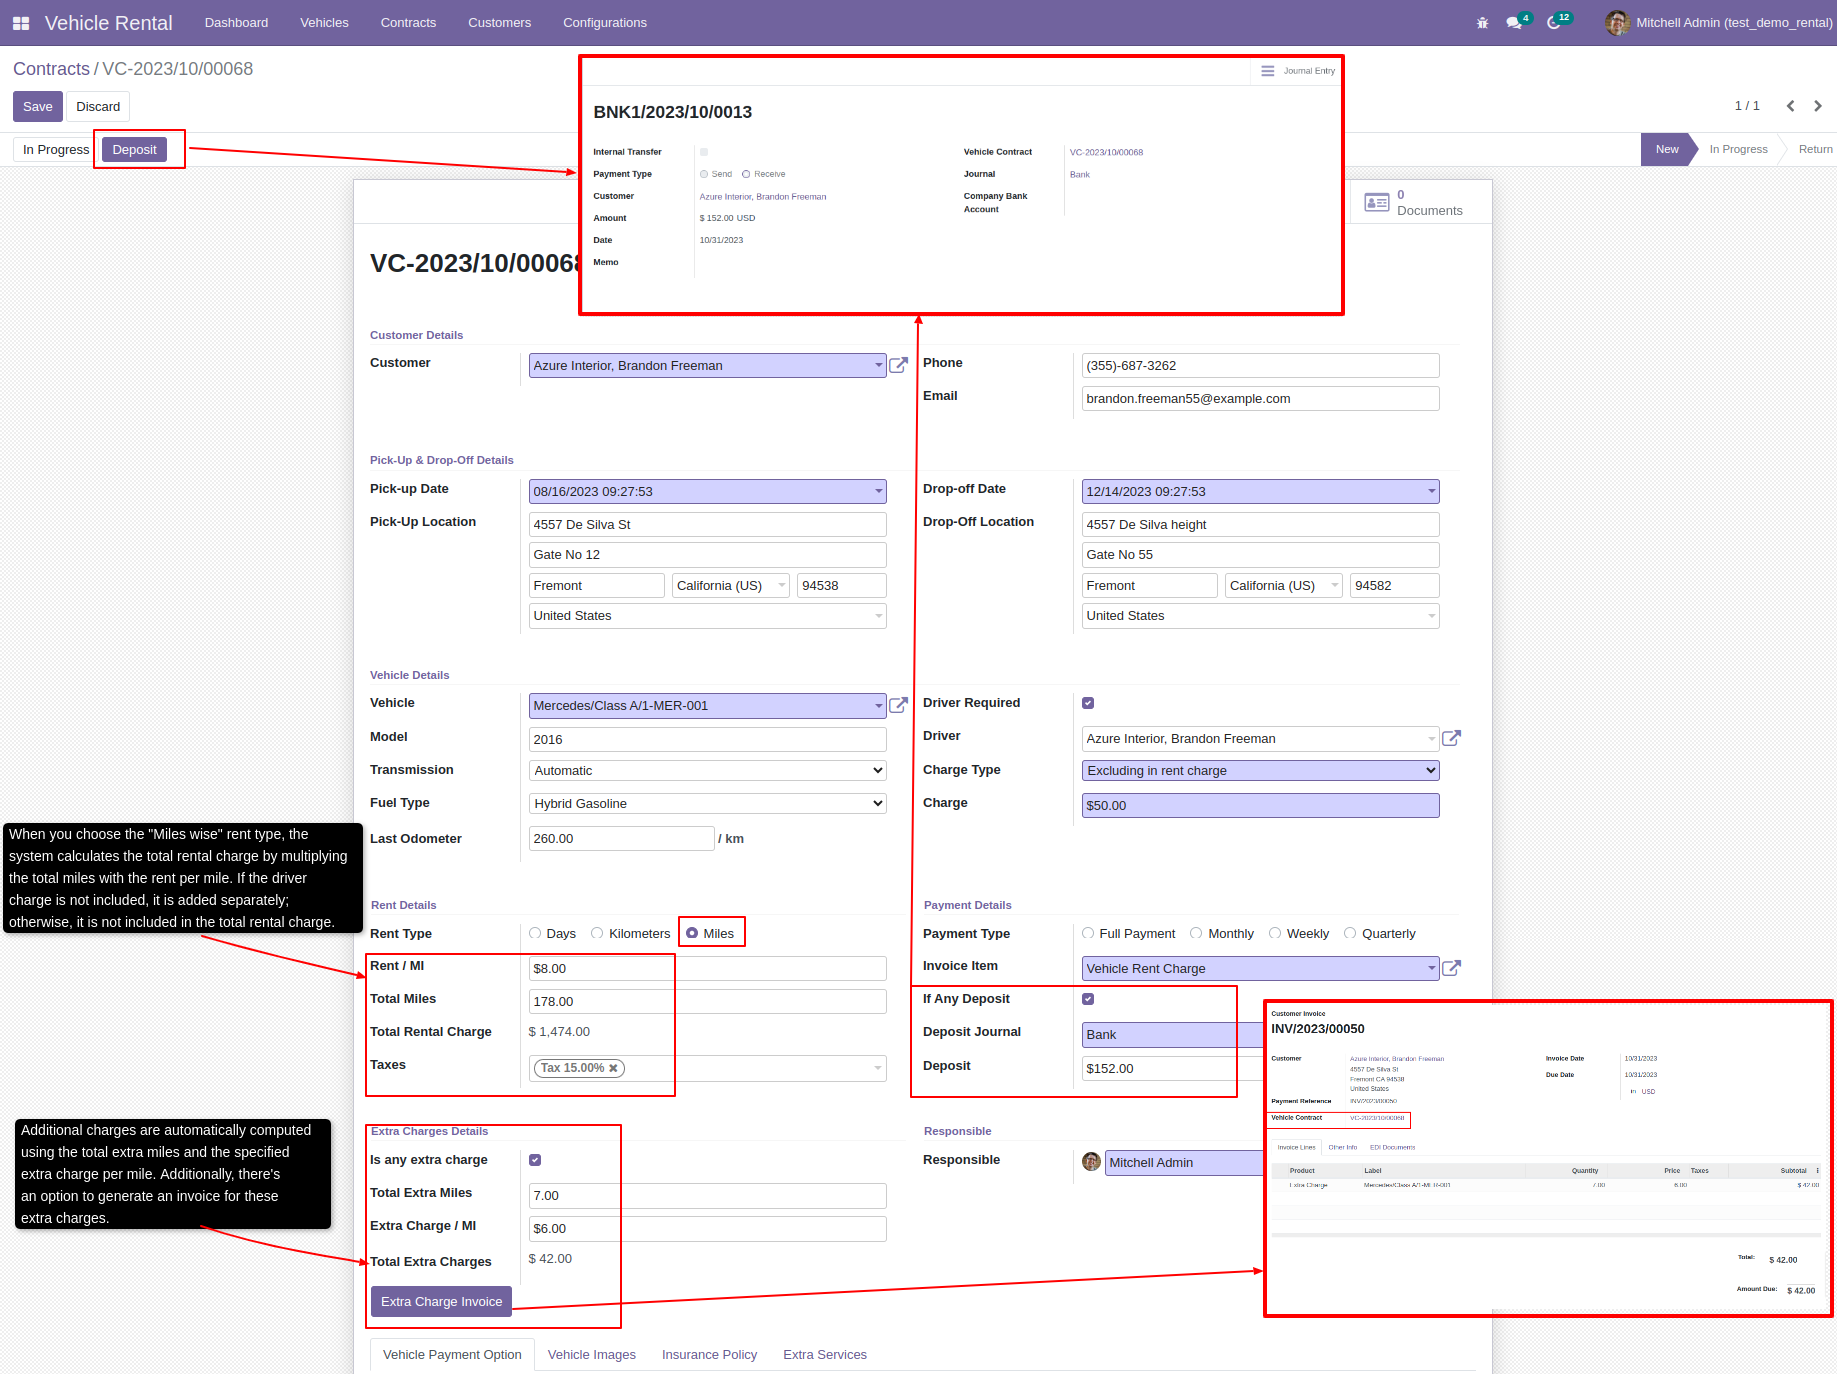 Vehicle Rental Dashboard Vehicles Contracts Customers Configurations 4 12 Mitchell Admin (test_demo_rental)
Contracts / VC-2023/10/00068
Save Discard 1 / 1
In Progress Deposit New In Progress Return
Journal Entry
BNK1/2023/10/0013
Internal Transfer Vehicle Contract VC-2023/10/00068
Payment Type Send Receive Journal Bank
Customer Azure Interior, Brandon Freeman Company Bank
Account
Amount $ 152.00 USD
Date 10/31/2023
Memo
0
Documents
VC-2023/10/00068
Customer Details
Customer Azure Interior, Brandon Freeman Phone (355)-687-3262
Email brandon.freeman55@example.com
Pick-Up & Drop-Off Details
Pick-up Date 08/16/2023 09:27:53 Drop-off Date 12/14/2023 09:27:53
Pick-Up Location 4557 De Silva St Drop-Off Location 4557 De Silva height
Gate No 12 Gate No 55
Fremont California (US) 94538 Fremont California (US) 94582
United States United States
Vehicle Details
Vehicle Mercedes/Class A/1-MER-001 Driver Required
Model 2016 Driver Azure Interior, Brandon Freeman
Transmission Automatic Charge Type Excluding in rent charge
Fuel Type Hybrid Gasoline Charge $50.00
Last Odometer 260.00 / km
When you choose the "Miles wise" rent type, the
system calculates the total rental charge by multiplying
the total miles with the rent per mile. If the driver
charge is not included, it is added separately;
otherwise, it is not included in the total rental charge.
Rent Details Payment Details
Rent Type Days Kilometers Miles Payment Type Full Payment Monthly Weekly Quarterly
Rent / MI $8.00 Invoice Item Vehicle Rent Charge
Total Miles 178.00 If Any Deposit
Total Rental Charge $ 1,474.00 Deposit Journal Bank
Taxes Tax 15.00% ✖ Deposit $152.00
Additional charges are automatically computed
using the total extra miles and the specified
extra charge per mile. Additionally, there's
an option to generate an invoice for these
extra charges.
Extra Charges Details Responsible
Is any extra charge Responsible Mitchell Admin
Total Extra Miles 7.00
Extra Charge / MI $6.00
Total Extra Charges $ 42.00
Extra Charge Invoice
Customer Invoice
INV/2023/00050
Customer Azure Interior, Brandon Freeman Invoice Date 10/31/2023
4557 De Silva St
Fremont CA 94538 Due Date 10/31/2023
United States in USD
Payment Reference INV/2023/00050
Vehicle Contract VC-2023/10/00068
Invoice Lines Other Info EDI Documents
Product Label Quantity Price Taxes Subtotal
Extra Charge Mercedes/Class A/1-MER-001 7.00 6.00 $ 42.00
Total: $ 42.00
Amount Due: $ 42.00
Vehicle Payment Option Vehicle Images Insurance Policy Extra Services